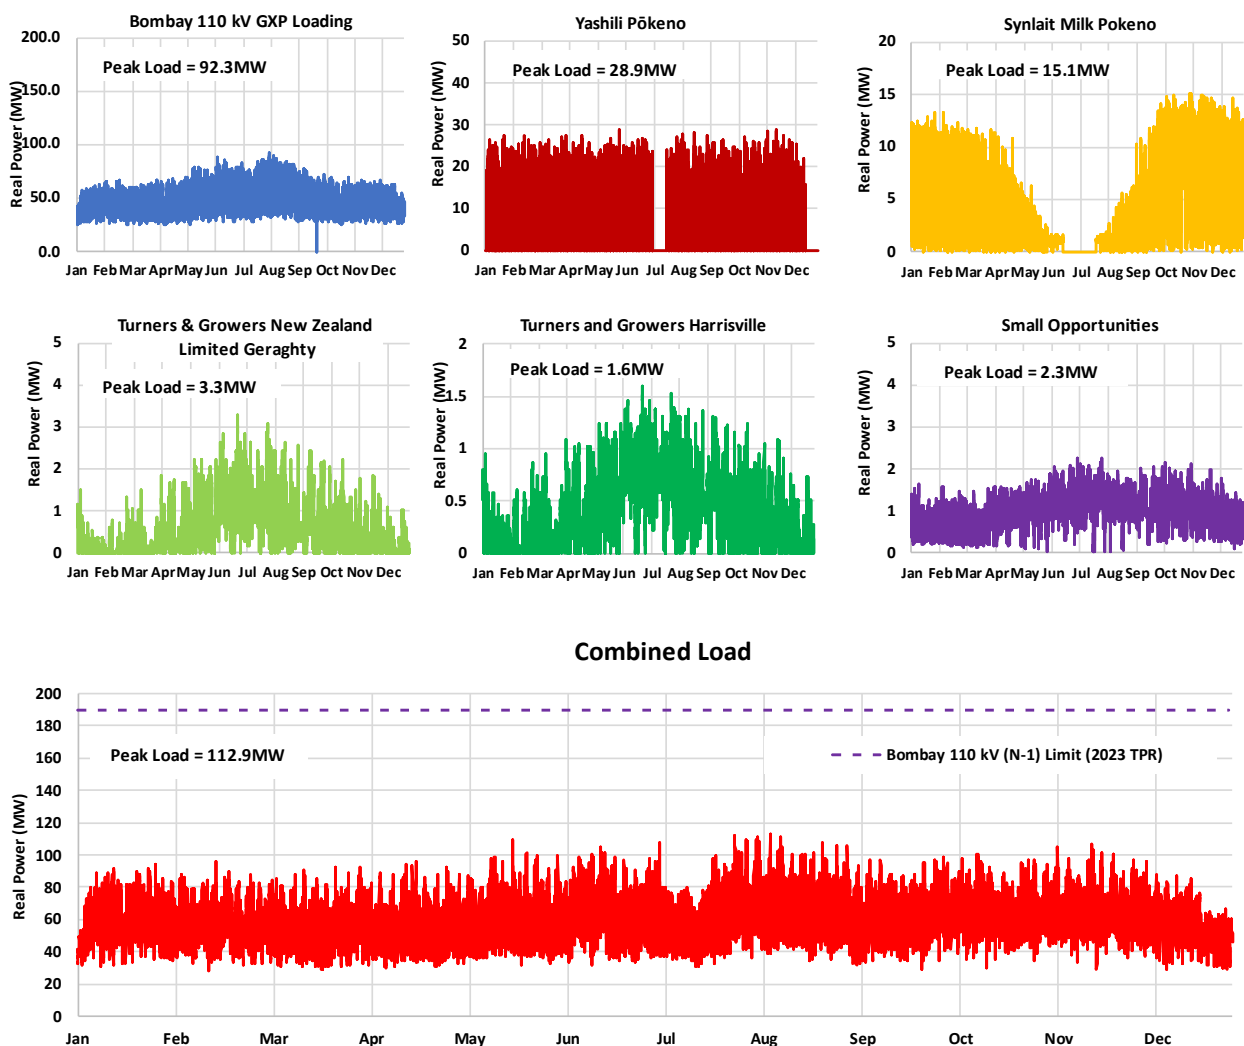 Bombay 110 kV GXP Loading
200.0
150.0
100.0
50.0
0.0
Real Power (MW)
Peak Load = 92.3MW
Jan Feb Mar Apr May Jun Jul Aug Sep Oct Nov Dec
Yashili Pōkeno
50
40
30
20
10
0
Real Power (MW)
Peak Load = 28.9MW
Jan Feb Mar Apr May Jun Jul Aug Sep Oct Nov Dec
Synlait Milk Pokeno
20
15
10
5
0
Real Power (MW)
Peak Load = 15.1MW
Jan Feb Mar Apr May Jun Jul Aug Sep Oct Nov Dec
Turners & Growers New Zealand
Limited Geraghty
5
4
3
2
1
0
Real Power (MW)
Peak Load = 3.3MW
Jan Feb Mar Apr May Jun Jul Aug Sep Oct Nov Dec
Turners and Growers Harrisville
2
1.5
1
0.5
0
Real Power (MW)
Peak Load = 1.6MW
Jan Feb Mar Apr May Jun Jul Aug Sep Oct Nov Dec
Small Opportunities
5
4
3
2
1
0
Real Power (MW)
Peak Load = 2.3MW
Jan Feb Mar Apr May Jun Jul Aug Sep Oct Nov Dec
Combined Load
200
180
160
140
120
100
80
60
40
20
0
Real Power (MW)
Peak Load = 112.9MW
Bombay 110 kV (N-1) Limit (2023 TPR)
Jan Feb Mar Apr May Jun Jul Aug Sep Oct Nov Dec